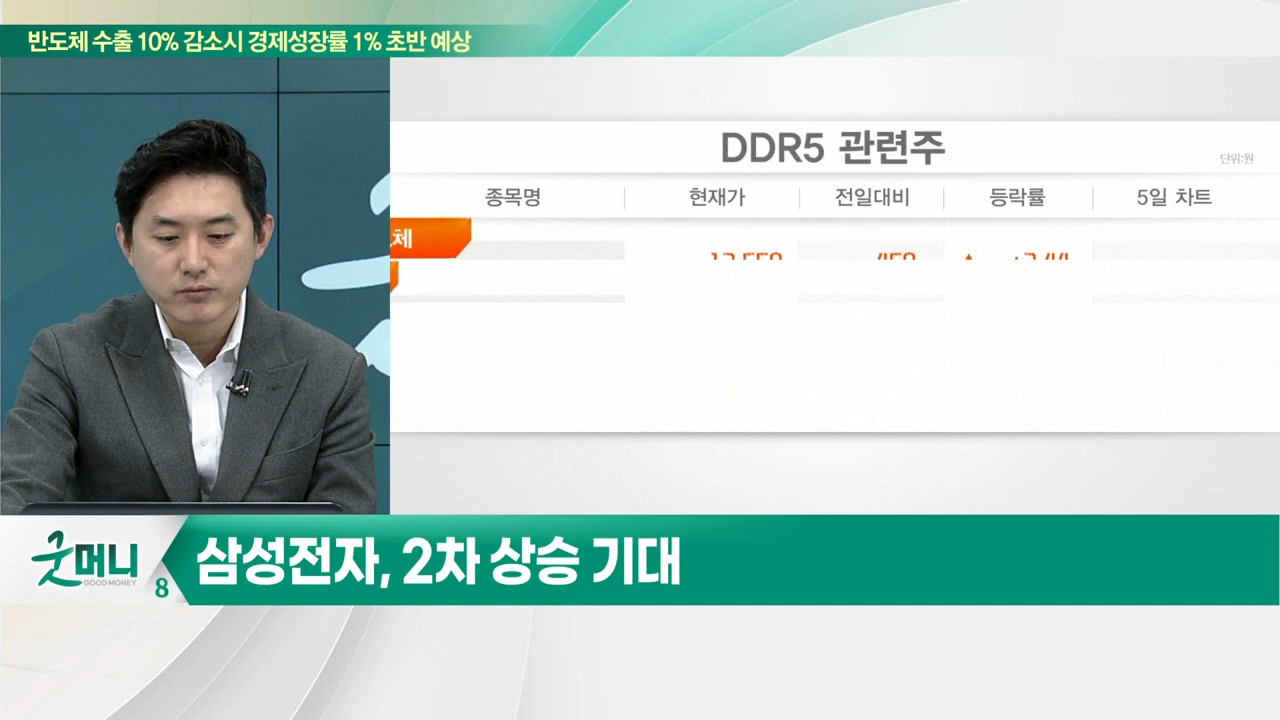 반도체 수출 10% 감소시 경제성장률 1% 초반 예상
DDR5 관련주
단위:원
종목명 현재가 전일대비 등락률 5일 차트
체
굿머니
GOOD MONEY
8
삼성전자, 2차 상승 기대